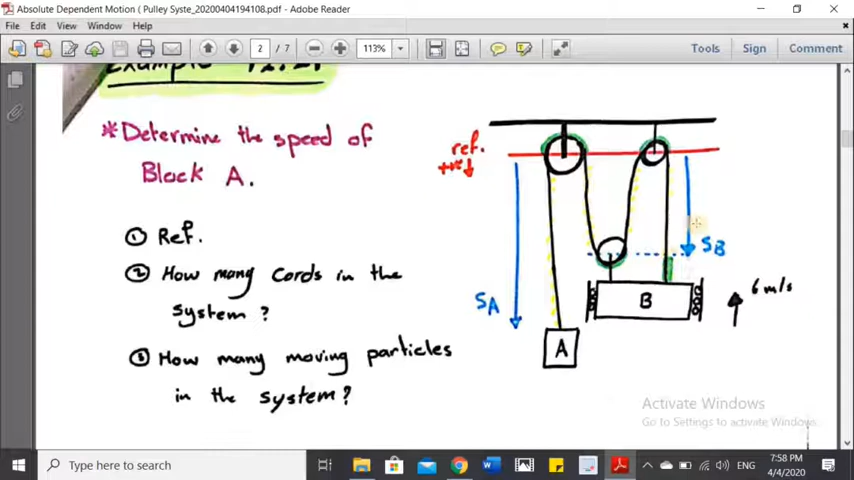 Absolute Dependent Motion ( Pulley Syste_20200404194108.pdf - Adobe Reader
File Edit View Window Help
2 / 7
113%
Tools
Sign
Comment
*Determine the speed of
Block A.
① Ref.
② How many Cords in the
system?
③ How many moving particles
in the system?
ref.
SA
SB
A
B
6 m/s
Activate Windows
Go to Settings to activate Windows.
Type here to search
ENG
7:58 PM
4/4/2020